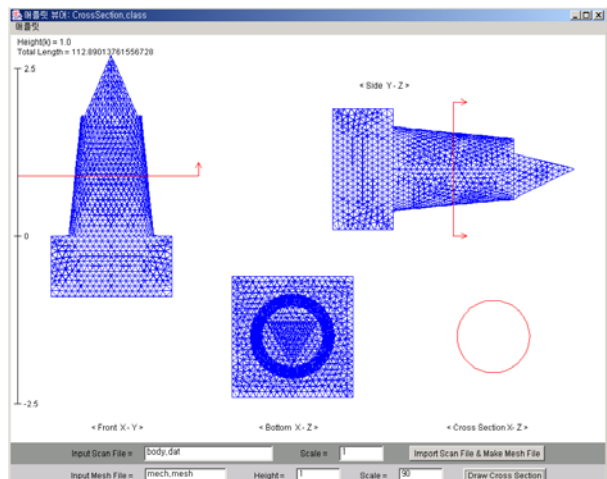 애플릿 뷰어: CrossSection.class
애플릿
Height(k) = 1.0
Total Length = 112.89013761556728
2.5
< Side Y - Z >
0
-2.5
< Front X - Y >
< Bottom X - Z >
< Cross Section X- Z >
Input Scan File =
body,dat
Scale =
1
Import Scan File & Make Mesh File
Input Mesh File =
mech,mesh
Height =
1
Scale =
90
Draw Cross Section